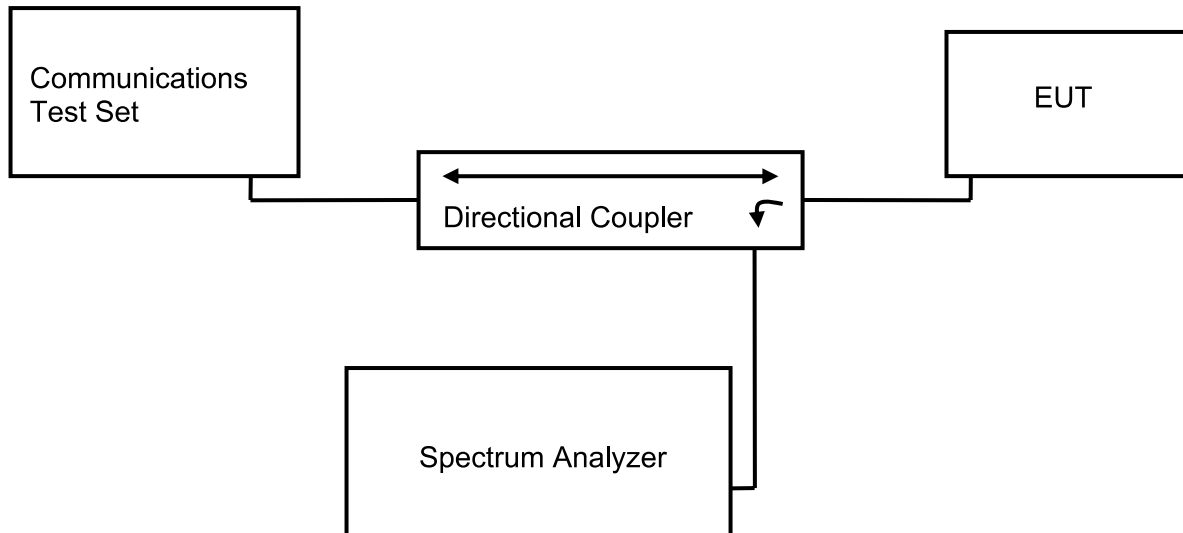 Communications
Test Set
EUT
Directional Coupler
Spectrum Analyzer